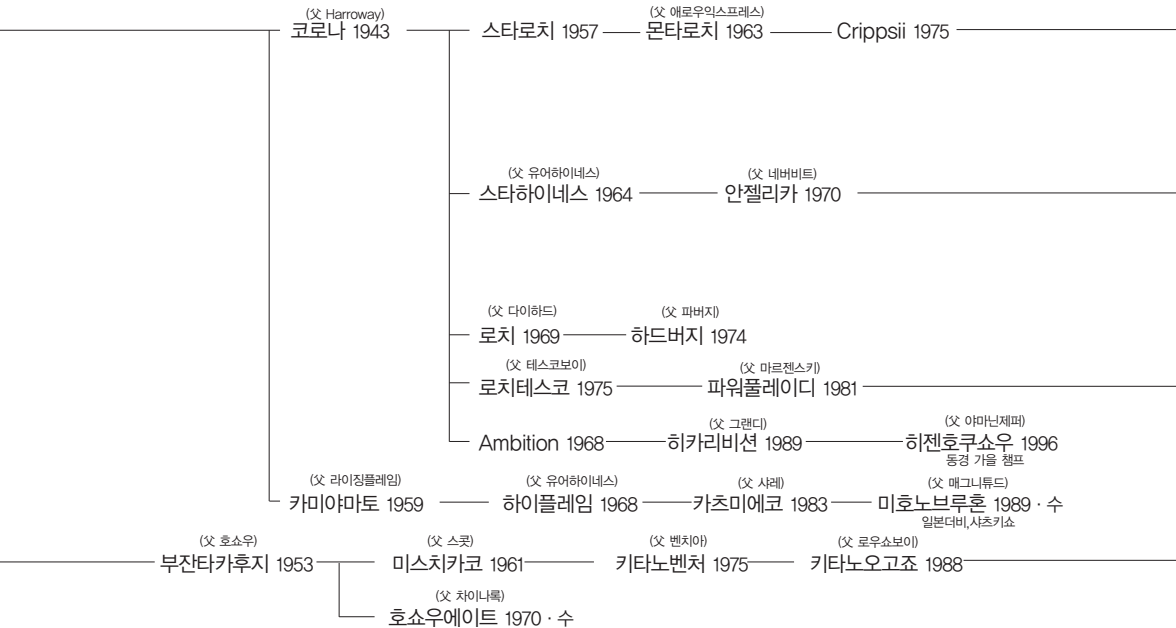 (父 Harroway)
코로나 1943
스타로치 1957
(父 애로우익스프레스)
몬타로치 1963
Crippsii 1975
(父 유어하이네스)
스타하이네스 1964
(父 네버비트)
안젤리카 1970
(父 다이하드)
로치 1969
(父 파버지)
하드버지 1974
(父 테스코보이)
로치테스코 1975
(父 마르젠스키)
파워풀레이디 1981
Ambition 1968
(父 그랜디)
히카리비션 1989
(父 야마닌제퍼)
히젠호쿠쇼우 1996
동경 가을 챔프
(父 라이징플레임)
카미야마토 1959
(父 유어하이네스)
하이플레임 1968
(父 샤레)
카츠미에코 1983
(父 매그니튜드)
미호노브루혼 1989 · 수
일본더비,샤츠키쇼
(父 호쇼우)
부잔타카후지 1953
(父 스콧)
미스치카코 1961
(父 벤치아)
키타노벤처 1975
(父 로우쇼보이)
키타노오고죠 1988
(父 차이나록)
호쇼우에이트 1970 · 수